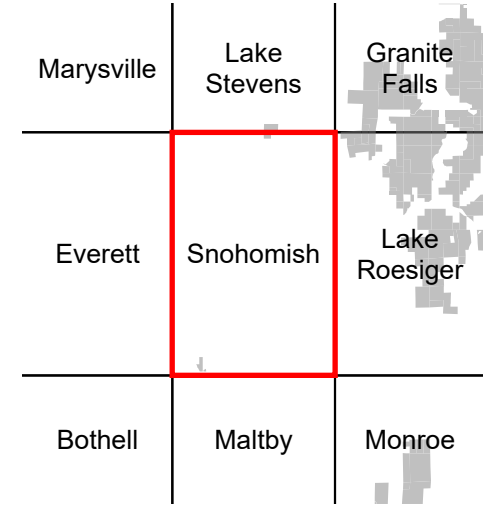 Marysville
Lake
Stevens
Granite
Falls
Everett
Snohomish
Lake
Roesiger
Bothell
Maltby
Monroe